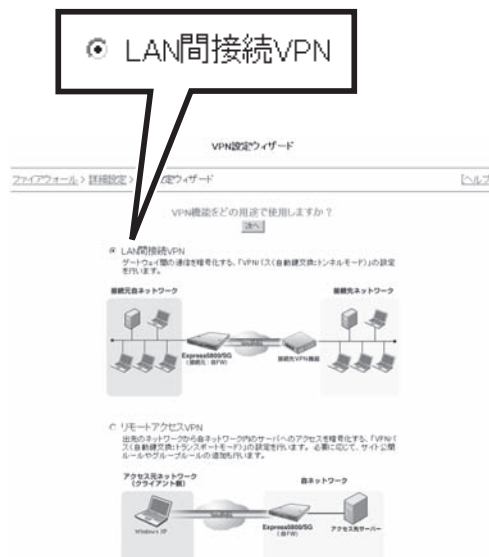 LAN間接続VPN
VPN設定ウィザード
ファイアウォール > 詳細設定 > 定ウィザード [ヘルプ
VPN機能をどの用途で使用しますか?
次へ
LAN間接続VPN
ゲートウェイ間の通信を暗号化する、「VPNパス(自動鍵交換:トンネルモード)」の設定
を行います。
接続元自ネットワーク 接続先ネットワーク
Express5800/SG
(接続元:自FW)
接続先VPN機能
リモートアクセスVPN
出先のネットワークから自ネットワーク内のサーバへのアクセスを暗号化する、「VPNパ
ス(自動鍵交換:トランスポートモード)」の設定を行います。必要に応じて、サイト公開
ルールやグループルールの追加も行います。
アクセス元ネットワーク
(クライアント側)
自ネットワーク
Windows XP
Express5800/SG
(自FW)
アクセス先サーバー